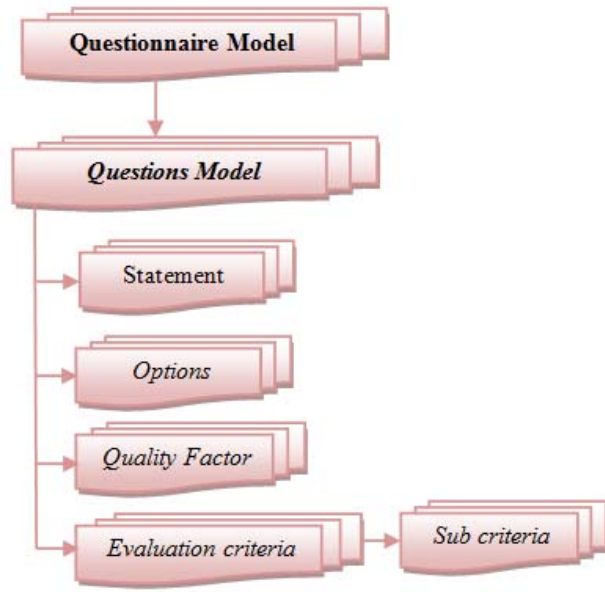 Questionnaire Model
Questions Model
Statement
Options
Quality Factor
Evaluation criteria
Sub criteria